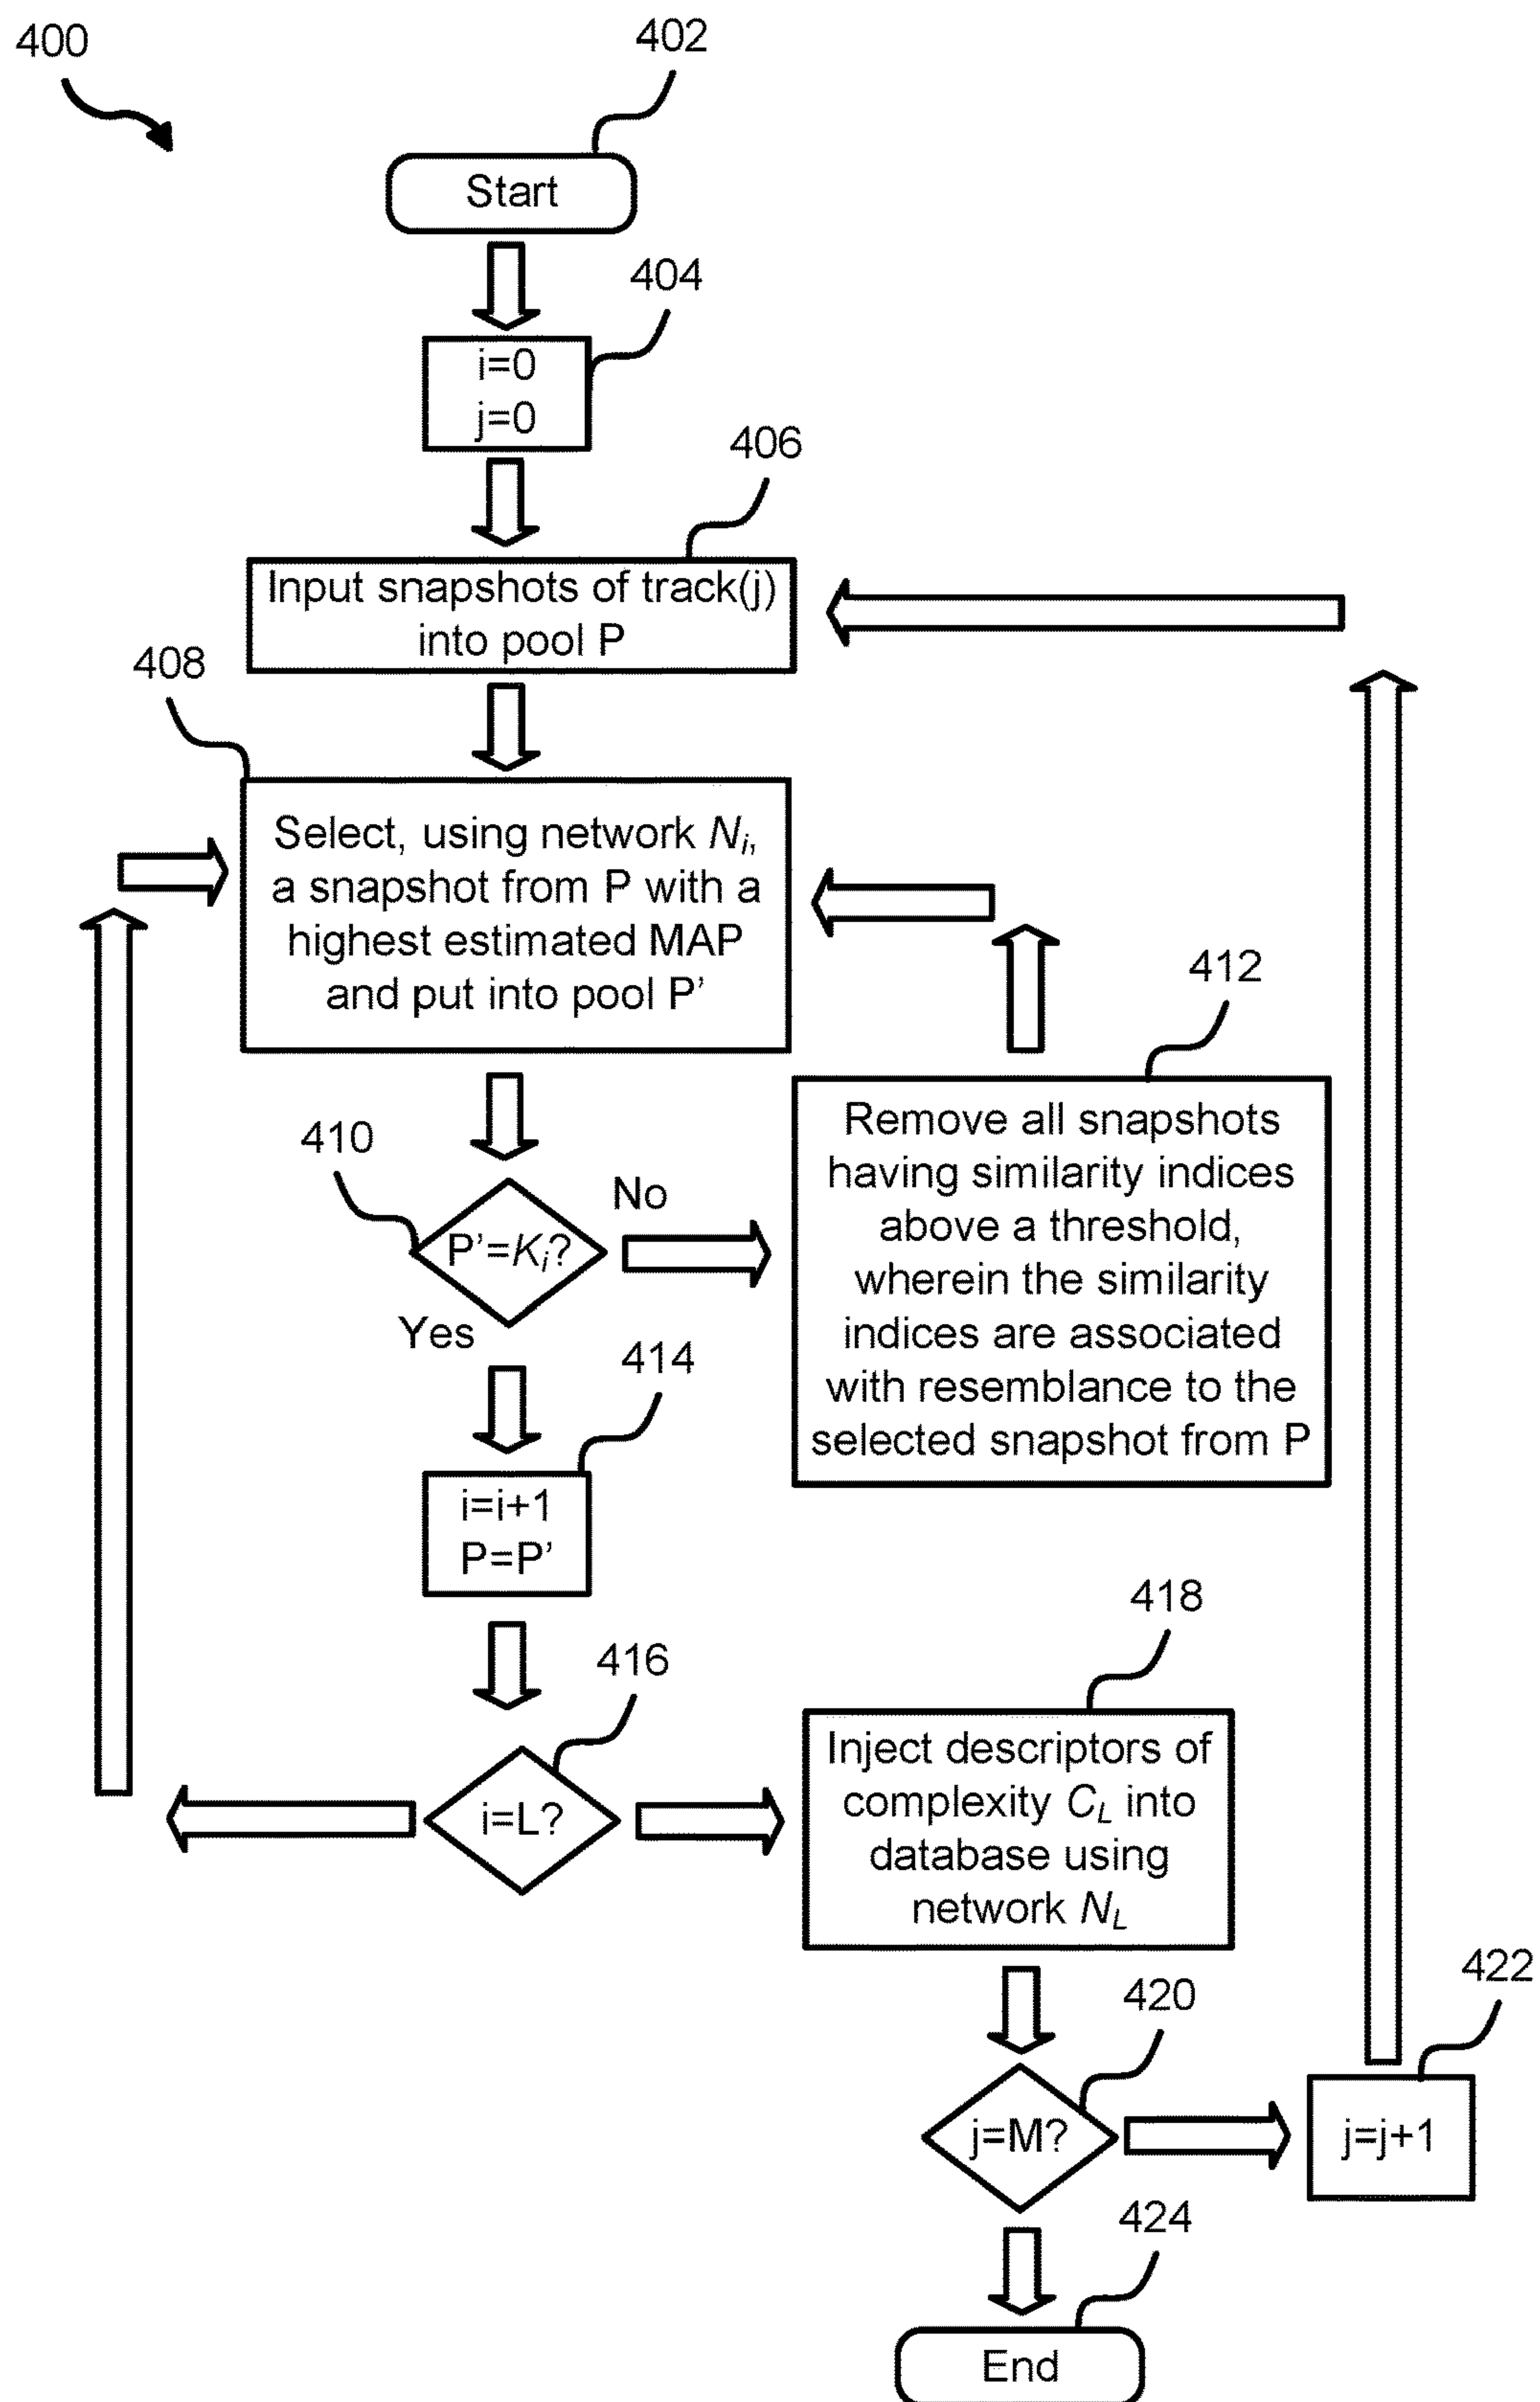 400
402
Start
404
i=0
j=0
406
Input snapshots of track(j)
into pool P
408
Select, using network Ni,
a snapshot from P with a
highest estimated MAP
and put into pool P’
412
Remove all snapshots
having similarity indices
above a threshold,
wherein the similarity
indices are associated
with resemblance to the
selected snapshot from P
410
P’=Ki?
No
Yes
414
i=i+1
P=P’
416
i=L?
418
Inject descriptors of
complexity CL into
database using
network NL
420
j=M?
422
j=j+1
424
End